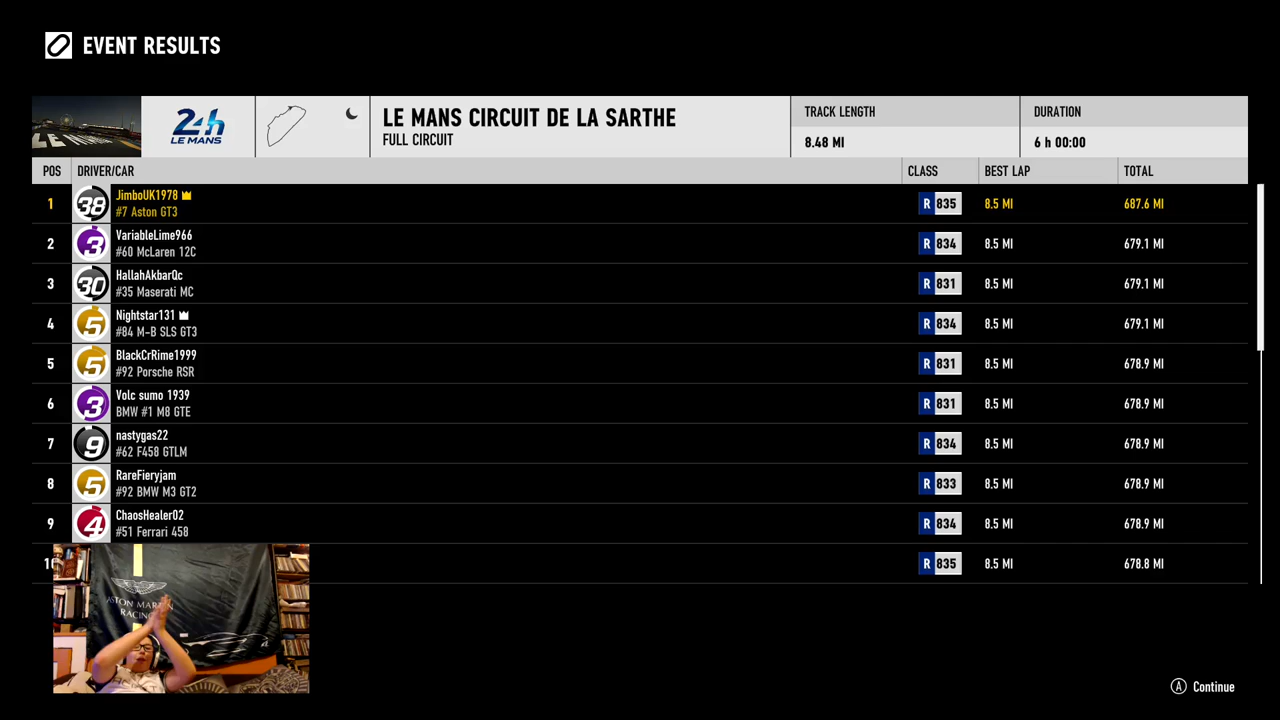 EVENT RESULTS
24h
LE MANS
LE MANS CIRCUIT DE LA SARTHE
FULL CIRCUIT
TRACK LENGTH
8.48 MI
DURATION
6 h 00:00
LE MANS
POS DRIVER/CAR CLASS BEST LAP TOTAL
1 38 JimboUK1978 R 835 8.5 MI 687.6 MI
#7 Aston GT3
2 3 VariableLime966 R 834 8.5 MI 679.1 MI
#60 McLaren 12C
3 30 HallahAkbarQc R 831 8.5 MI 679.1 MI
#35 Maserati MC
4 5 Nightstar131 R 834 8.5 MI 679.1 MI
#84 M-B SLS GT3
5 5 BlackCrRime1999 R 831 8.5 MI 678.9 MI
#92 Porsche RSR
6 3 Volc sumo 1939 R 831 8.5 MI 678.9 MI
BMW #1 M8 GTE
7 9 nastygas22 R 834 8.5 MI 678.9 MI
#62 F458 GTLM
8 5 RareFieryjam R 833 8.5 MI 678.9 MI
#92 BMW M3 GT2
9 4 ChaosHealer02 R 834 8.5 MI 678.9 MI
#51 Ferrari 458
10 R 835 8.5 MI 678.8 MI
ASTON MARTIN
RACING
A Continue